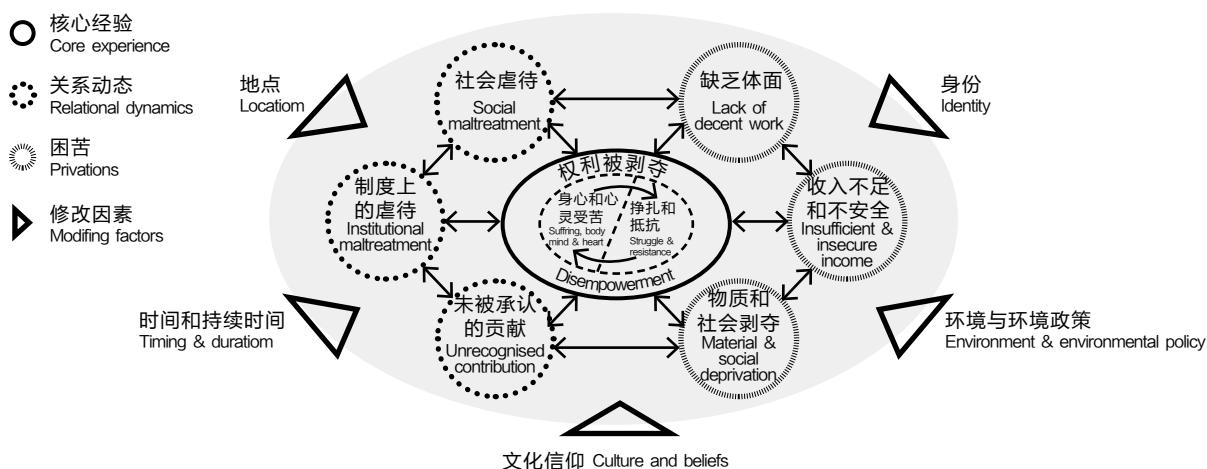 核心经验
Core experience
关系动态
Relational dynamics
困苦
Privations
修改因素
Modifing factors
地点
Locatiom
身份
Identity
社会虐待
Social
maltreatment
缺乏体面
Lack of
decent work
制度上
的虐待
Institutional
maltreatment
权利被剥夺
身心和心
灵受苦
Suffring, body
mind & heart
挣扎和
抵抗
Struggle &
resistance
Disempowerment
收入不足
和不安全
Insufficient &
insecure
income
未被承认
的贡献
Unrecognised
contribution
物质和
社会剥夺
Material &
social
deprivation
时间和持续时间
Timing & duratiom
环境与环境政策
Environment & environmental policy
文化信仰 Culture and beliefs